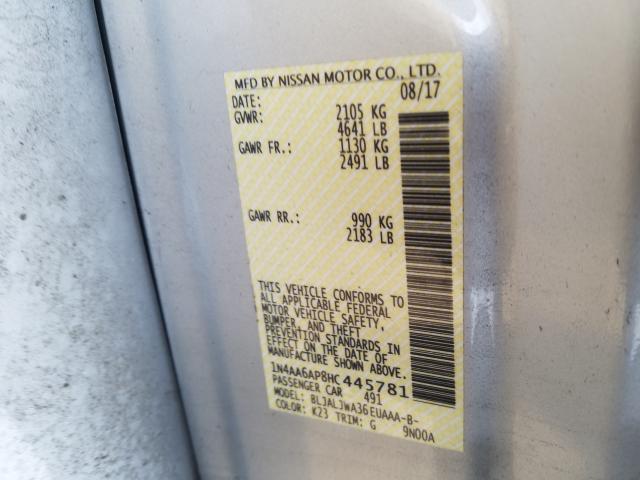 MFD BY NISSAN MOTOR CO., LTD.
DATE: 08/17
GVWR: 2105 KG
4641 LB
GAWR FR.: 1130 KG
2491 LB
GAWR RR.: 990 KG
2183 LB
THIS VEHICLE CONFORMS TO
ALL APPLICABLE FEDERAL
MOTOR VEHICLE SAFETY,
BUMPER, AND THEFT
PREVENTION STANDARDS IN
EFFECT ON THE DATE OF
MANUFACTURE SHOWN ABOVE.
1N4AA6AP8HC445781
PASSENGER CAR 491
MODEL: BLJALJWA36EUAAA-B-
COLOR: K23 TRIM: G 9N00A